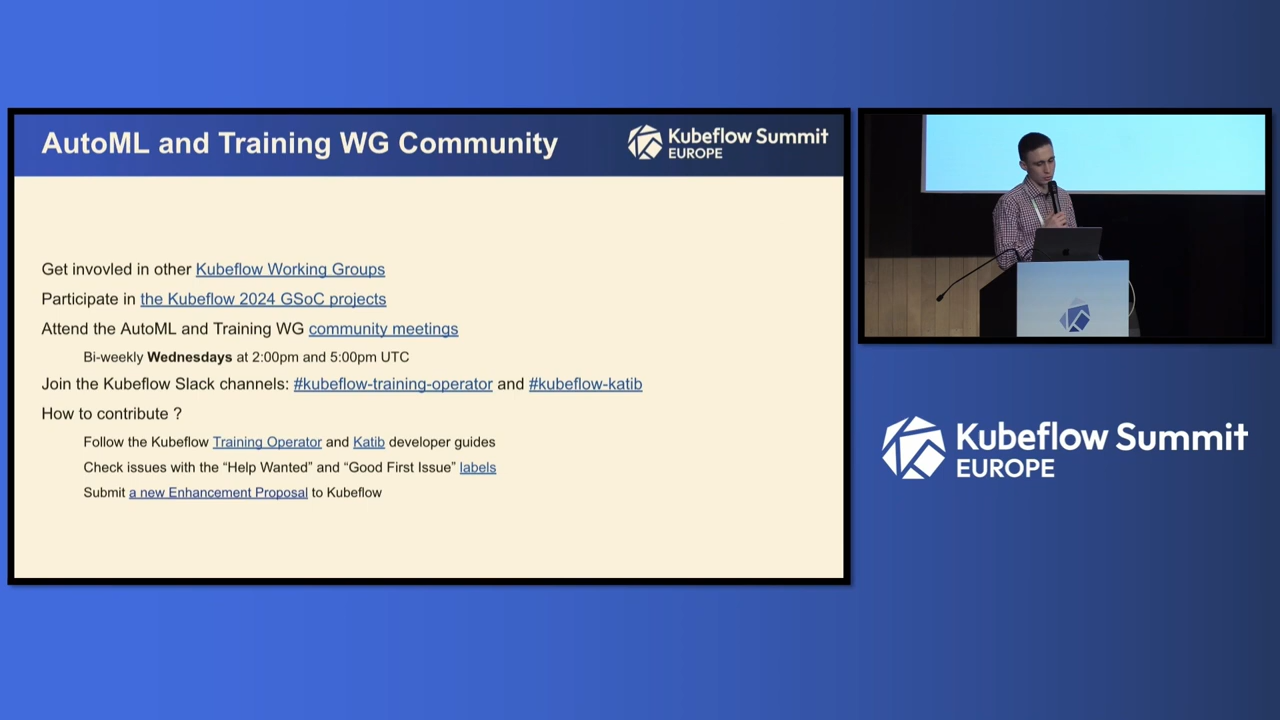 AutoML and Training WG Community
Kubeflow Summit
EUROPE
Get invovled in other Kubeflow Working Groups
Participate in the Kubeflow 2024 GSoC projects
Attend the AutoML and Training WG community meetings
Bi-weekly Wednesdays at 2:00pm and 5:00pm UTC
Join the Kubeflow Slack channels: #kubeflow-training-operator and #kubeflow-katib
How to contribute ?
Follow the Kubeflow Training Operator and Katib developer guides
Check issues with the “Help Wanted” and “Good First Issue” labels
Submit a new Enhancement Proposal to Kubeflow
Kubeflow Summit
EUROPE